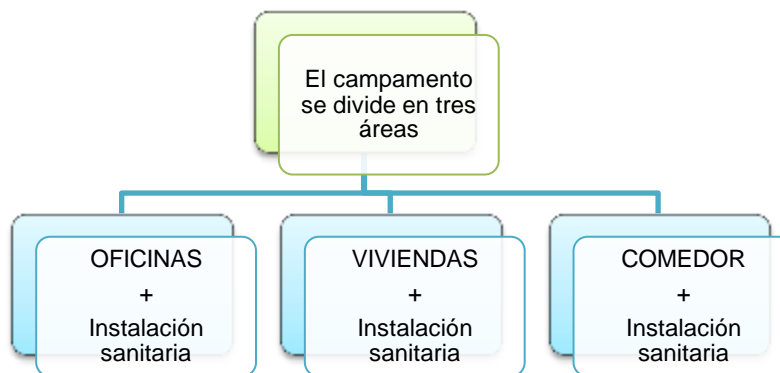 El campamento
se divide en tres
áreas
OFICINAS
+
Instalación
sanitaria
VIVIENDAS
+
Instalación
sanitaria
COMEDOR
+
Instalación
sanitaria